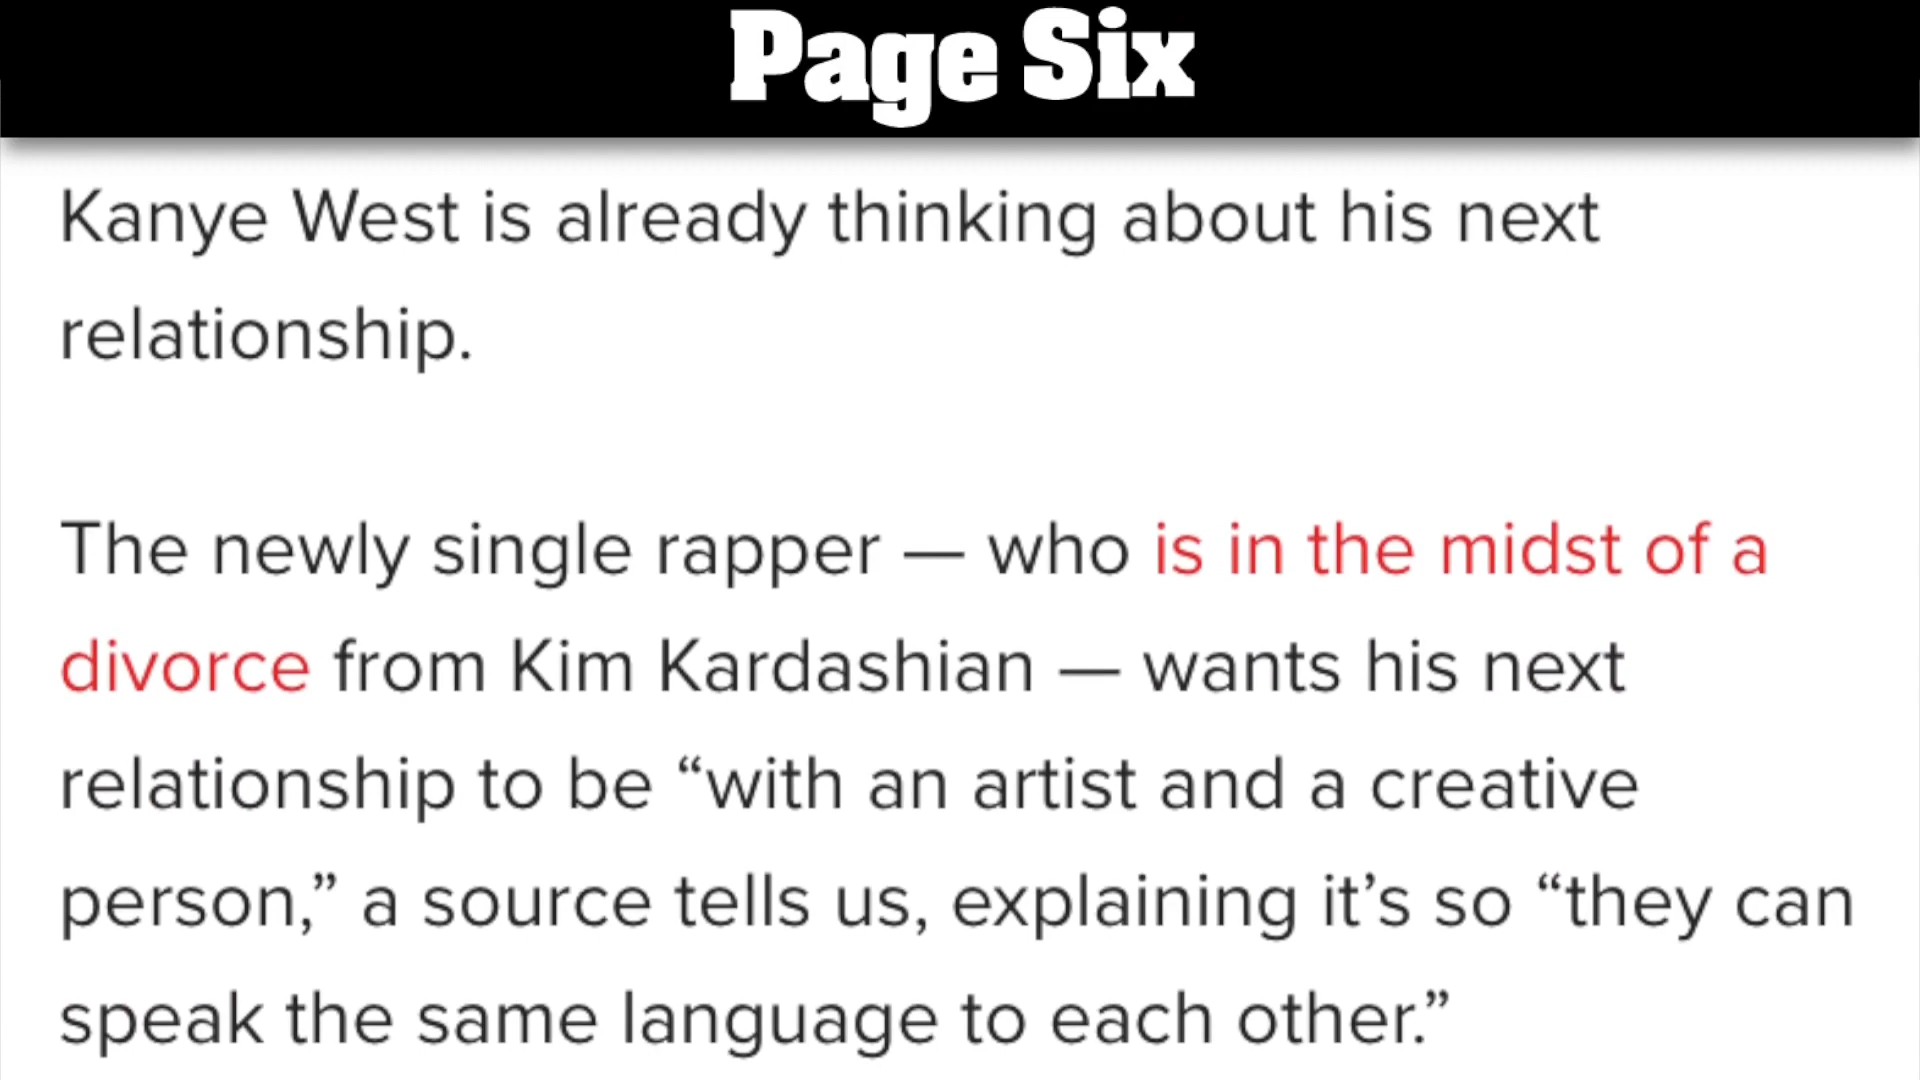 Page Six
Kanye West is already thinking about his next
relationship.
The newly single rapper — who is in the midst of a
divorce from Kim Kardashian — wants his next
relationship to be “with an artist and a creative
person,” a source tells us, explaining it’s so “they can
speak the same language to each other.”